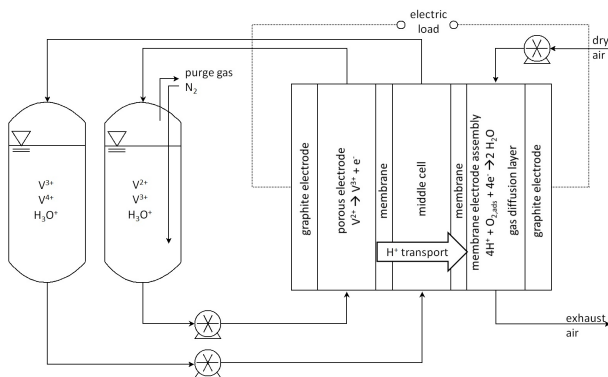 electric
load
dry
air
purge gas
N2
V3+
V4+
H3O+
V2+
V3+
H3O+
graphite electrode
porous electrode
V2+ → V3+ + e-
membrane
middle cell
membrane
membrane electrode assembly
4H+ + O2,ads + 4e- → 2 H2O
gas diffusion layer
graphite electrode
H+ transport
exhaust
air